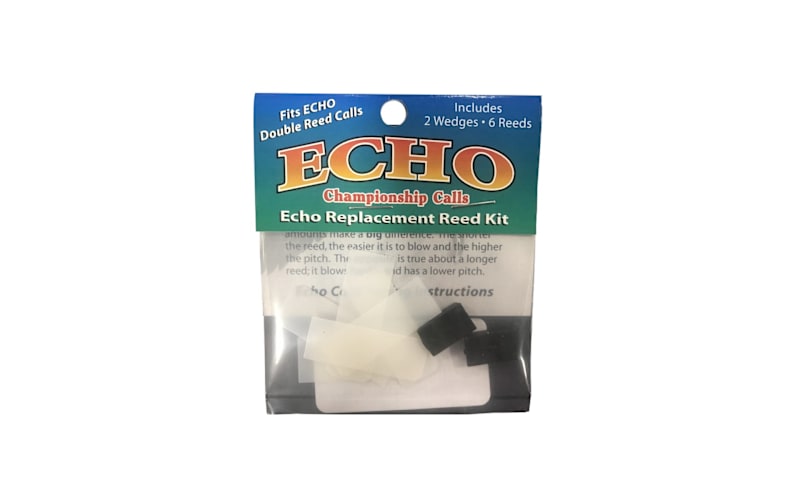 Fits ECHO
Double Reed Calls
Includes
2 Wedges • 6 Reeds
ECHO
Championship Calls
Echo Replacement Reed Kit
amounts make a big difference. The shorter
the reed, the easier it is to blow and the higher
the pitch. The is true about a longer
reed; it blows has a lower pitch.
Echo Instructions